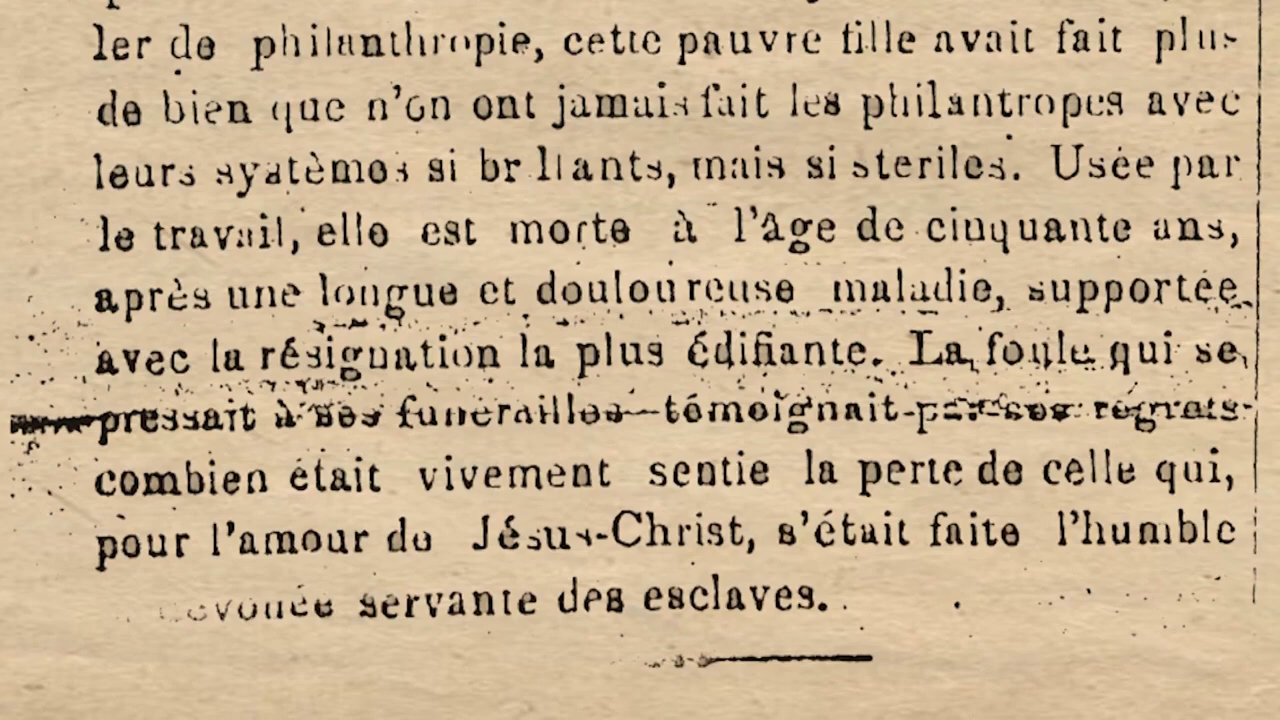 ler de philanthropie, cette pauvre fille avait fait plus
de bien que n'en ont jamais fait les philantropes avec
leurs systèmes si brillants, mais si steriles. Usée par
le travail, elle est morte à l'âge de cinquante ans,
après une longue et douloureuse maladie, supportée
avec la résignation la plus édifiante. La foule qui se
pressait à ses funérailles témoignait par ses regrets
combien était vivement sentie la perte de celle qui,
pour l'amour de Jésus-Christ, s'était faite l'humble
dévouée servante des esclaves.